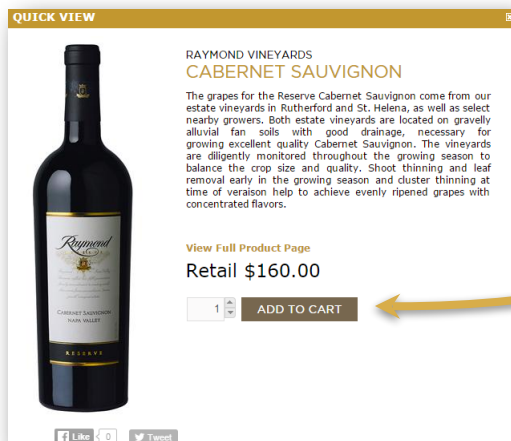 QUICK VIEW
RAYMOND VINEYARDS
CABERNET SAUVIGNON
The grapes for the Reserve Cabernet Sauvignon come from our
estate vineyards in Rutherford and St. Helena, as well as select
nearby growers. Both estate vineyards are located on gravelly
alluvial fan soils with good drainage, necessary for
growing excellent quality Cabernet Sauvignon. The vineyards
are diligently monitored throughout the growing season to
balance the crop size and quality. Shoot thinning and leaf
removal early in the growing season and cluster thinning at
time of veraison help to achieve evenly ripened grapes with
concentrated flavors.
View Full Product Page
Retail $160.00
1 ADD TO CART
Raymond
CABERNET SAUVIGNON
NAPA VALLEY
RESERVE
Like 0 Tweet